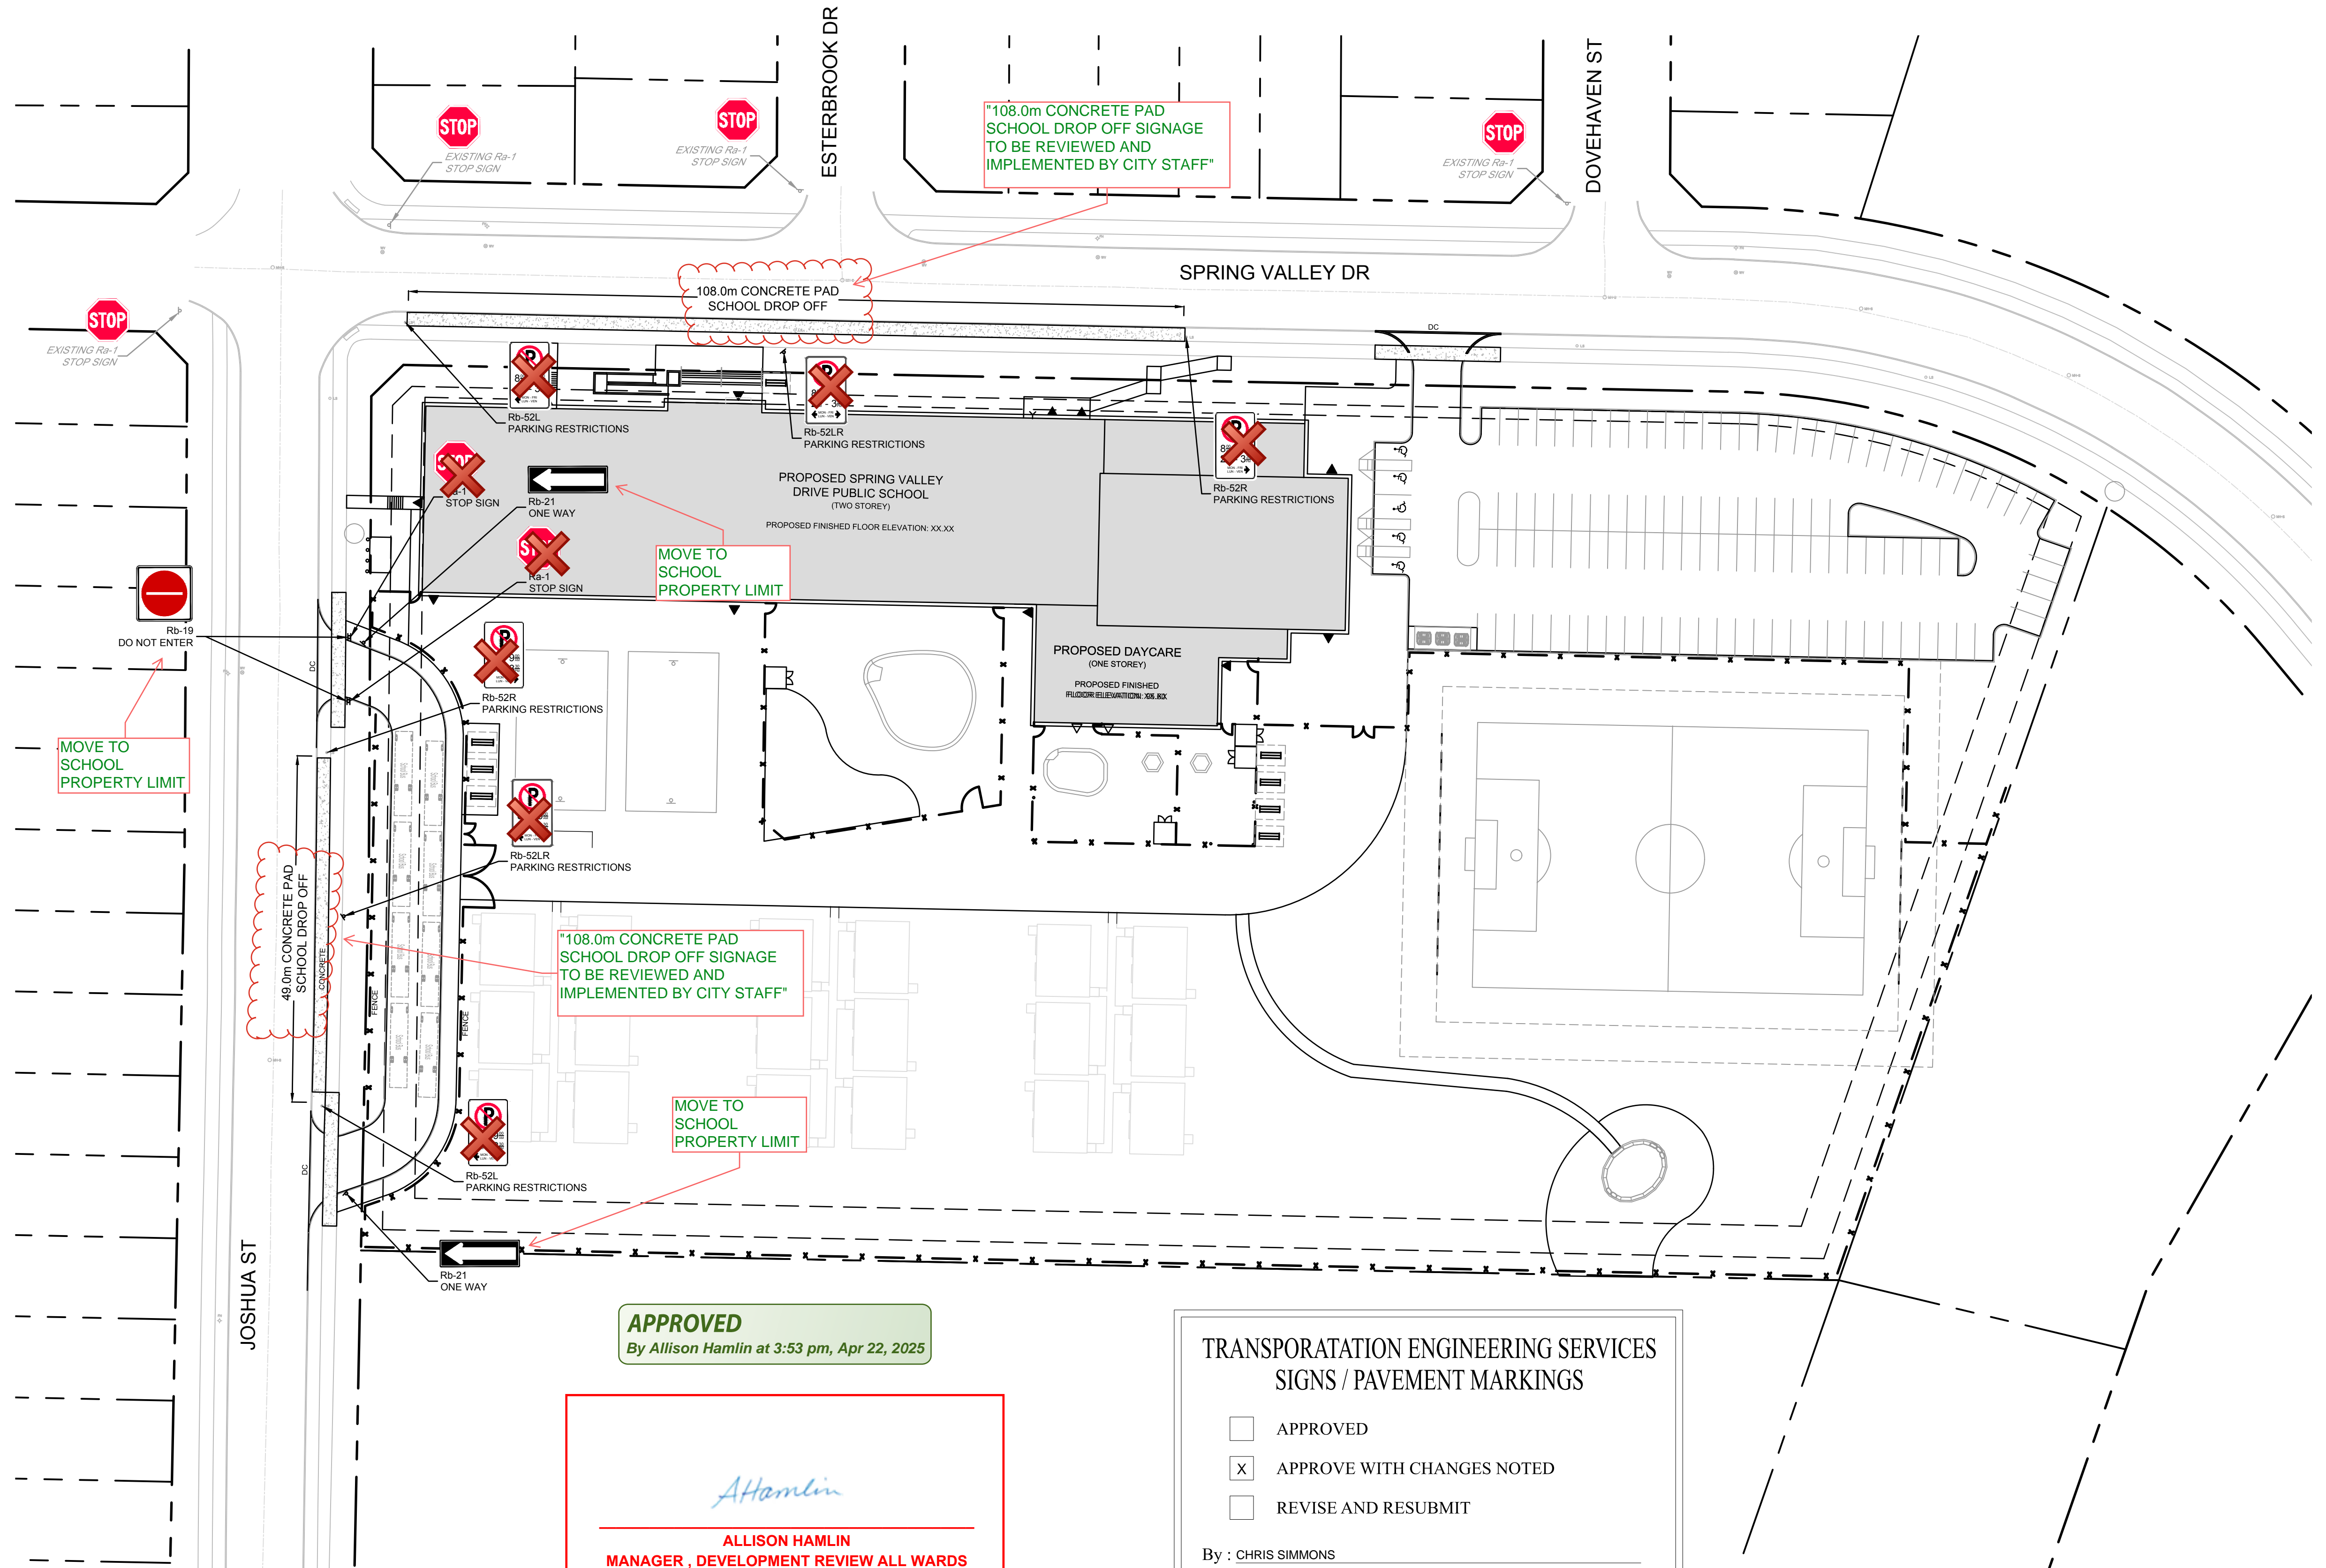 ESTERBROOK DR
DOVEHAVEN ST
STOP
EXISTING Ra-1
STOP SIGN
STOP
EXISTING Ra-1
STOP SIGN
"108.0m CONCRETE PAD
SCHOOL DROP OFF SIGNAGE
TO BE REVIEWED AND
IMPLEMENTED BY CITY STAFF"
STOP
EXISTING Ra-1
STOP SIGN
SPRING VALLEY DR
108.0m CONCRETE PAD
SCHOOL DROP OFF
STOP
EXISTING Ra-1
STOP SIGN
DC
Rb-52L
PARKING RESTRICTIONS
Rb-52LR
PARKING RESTRICTIONS
Rb-52R
PARKING RESTRICTIONS
STOP SIGN
Rb-21
ONE WAY
PROPOSED SPRING VALLEY
DRIVE PUBLIC SCHOOL
(TWO STOREY)
PROPOSED FINISHED FLOOR ELEVATION: XX.XX
Ra-1
STOP SIGN
MOVE TO
SCHOOL
PROPERTY LIMIT
Rb-19
DO NOT ENTER
DC
MOVE TO
SCHOOL
PROPERTY LIMIT
PROPOSED DAYCARE
(ONE STOREY)
PROPOSED FINISHED
Rb-52R
PARKING RESTRICTIONS
Rb-52LR
PARKING RESTRICTIONS
49.0m CONCRETE PAD
SCHOOL DROP OFF
CONCRETE
FENCE
FENCE
"108.0m CONCRETE PAD
SCHOOL DROP OFF SIGNAGE
TO BE REVIEWED AND
IMPLEMENTED BY CITY STAFF"
MOVE TO
SCHOOL
PROPERTY LIMIT
DC
Rb-52L
PARKING RESTRICTIONS
Rb-21
ONE WAY
JOSHUA ST
APPROVED
By Allison Hamlin at 3:53 pm, Apr 22, 2025
AHamlin
ALLISON HAMLIN
MANAGER , DEVELOPMENT REVIEW ALL WARDS
TRANSPORATATION ENGINEERING SERVICES
SIGNS / PAVEMENT MARKINGS
APPROVED
X APPROVE WITH CHANGES NOTED
REVISE AND RESUBMIT
By : CHRIS SIMMONS